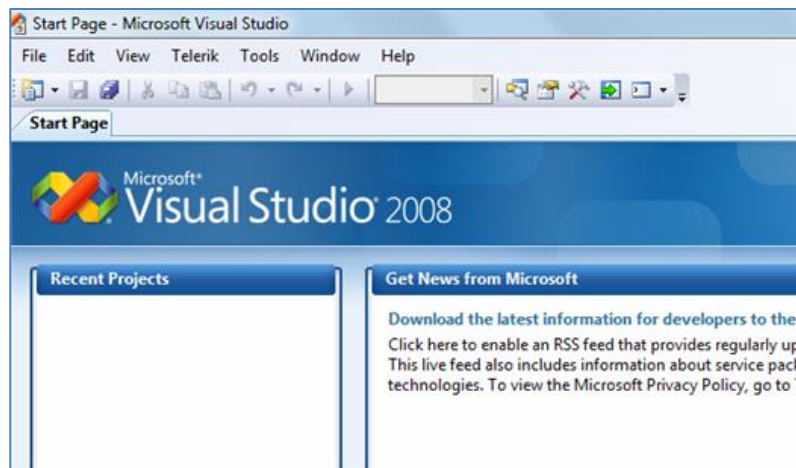 Start Page - Microsoft Visual Studio
File Edit View Telerik Tools Window Help
Start Page
Microsoft®
Visual Studio® 2008
Recent Projects
Get News from Microsoft
Download the latest information for developers to the
Click here to enable an RSS feed that provides regularly
This live feed also includes information about service
technologies. To view the Microsoft Privacy Policy, go to